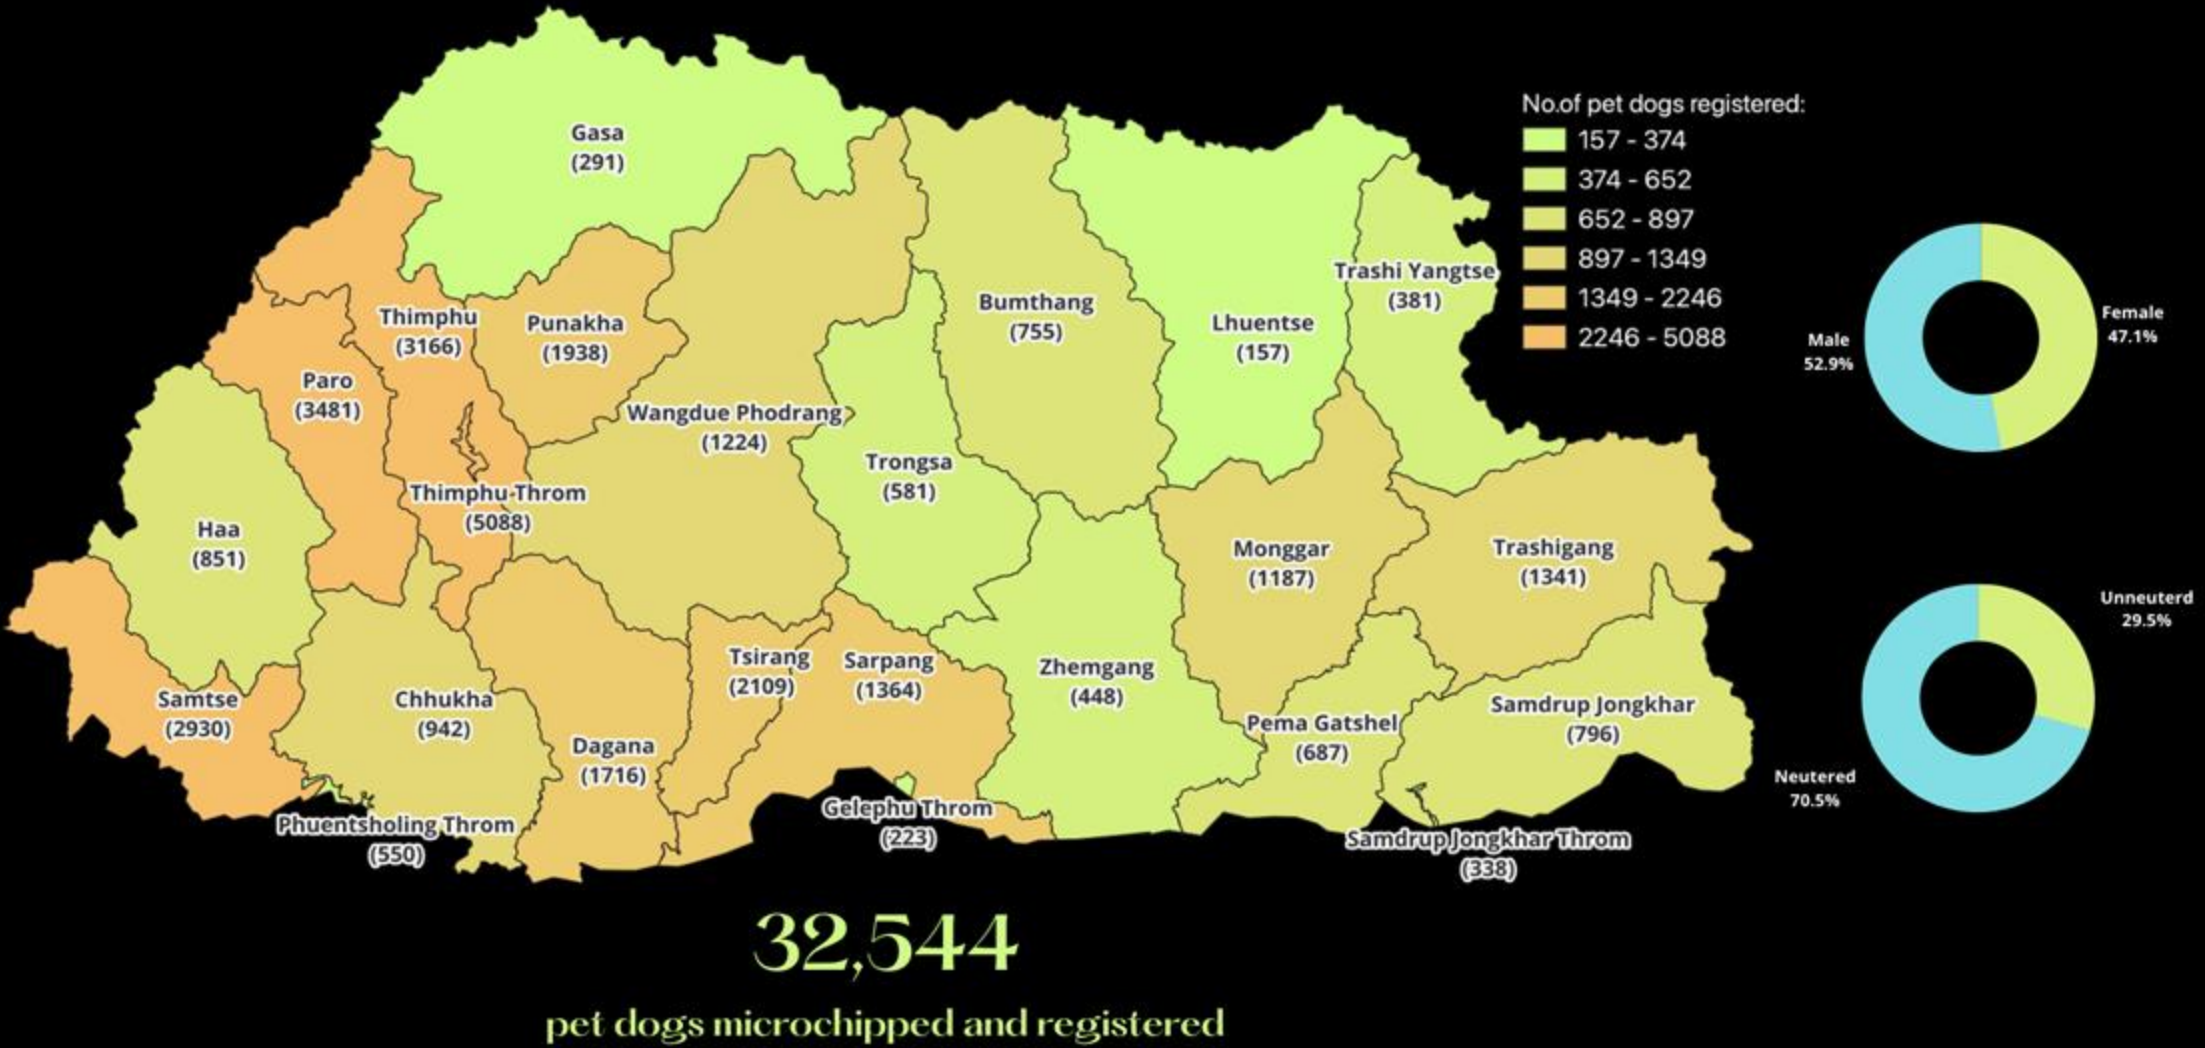 Gasa
(291)
Thimphu
(3166)
Punakha
(1938)
Paro
(3481)
Wangdue Phodrang
(1224)
Bumthang
(755)
Lhuentse
(157)
Trashi Yangtse
(381)
Trongsa
(581)
Thimphu Throm
(5088)
Haa
(851)
Monggar
(1187)
Trashigang
(1341)
Samtse
(2930)
Chhukha
(942)
Dagana
(1716)
Tsirang
(2109)
Sarpang
(1364)
Zhemgang
(448)
Pema Gatshel
(687)
Samdrup Jongkhar
(796)
Phuentsholing Throm
(550)
Gelephu Throm
(223)
Samdrup Jongkhar Throm
(338)
No.of pet dogs registered:
157 - 374
374 - 652
652 - 897
897 - 1349
1349 - 2246
2246 - 5088
Female
47.1%
Male
52.9%
Unneuterd
29.5%
Neutered
70.5%
32,544
pet dogs microchipped and registered